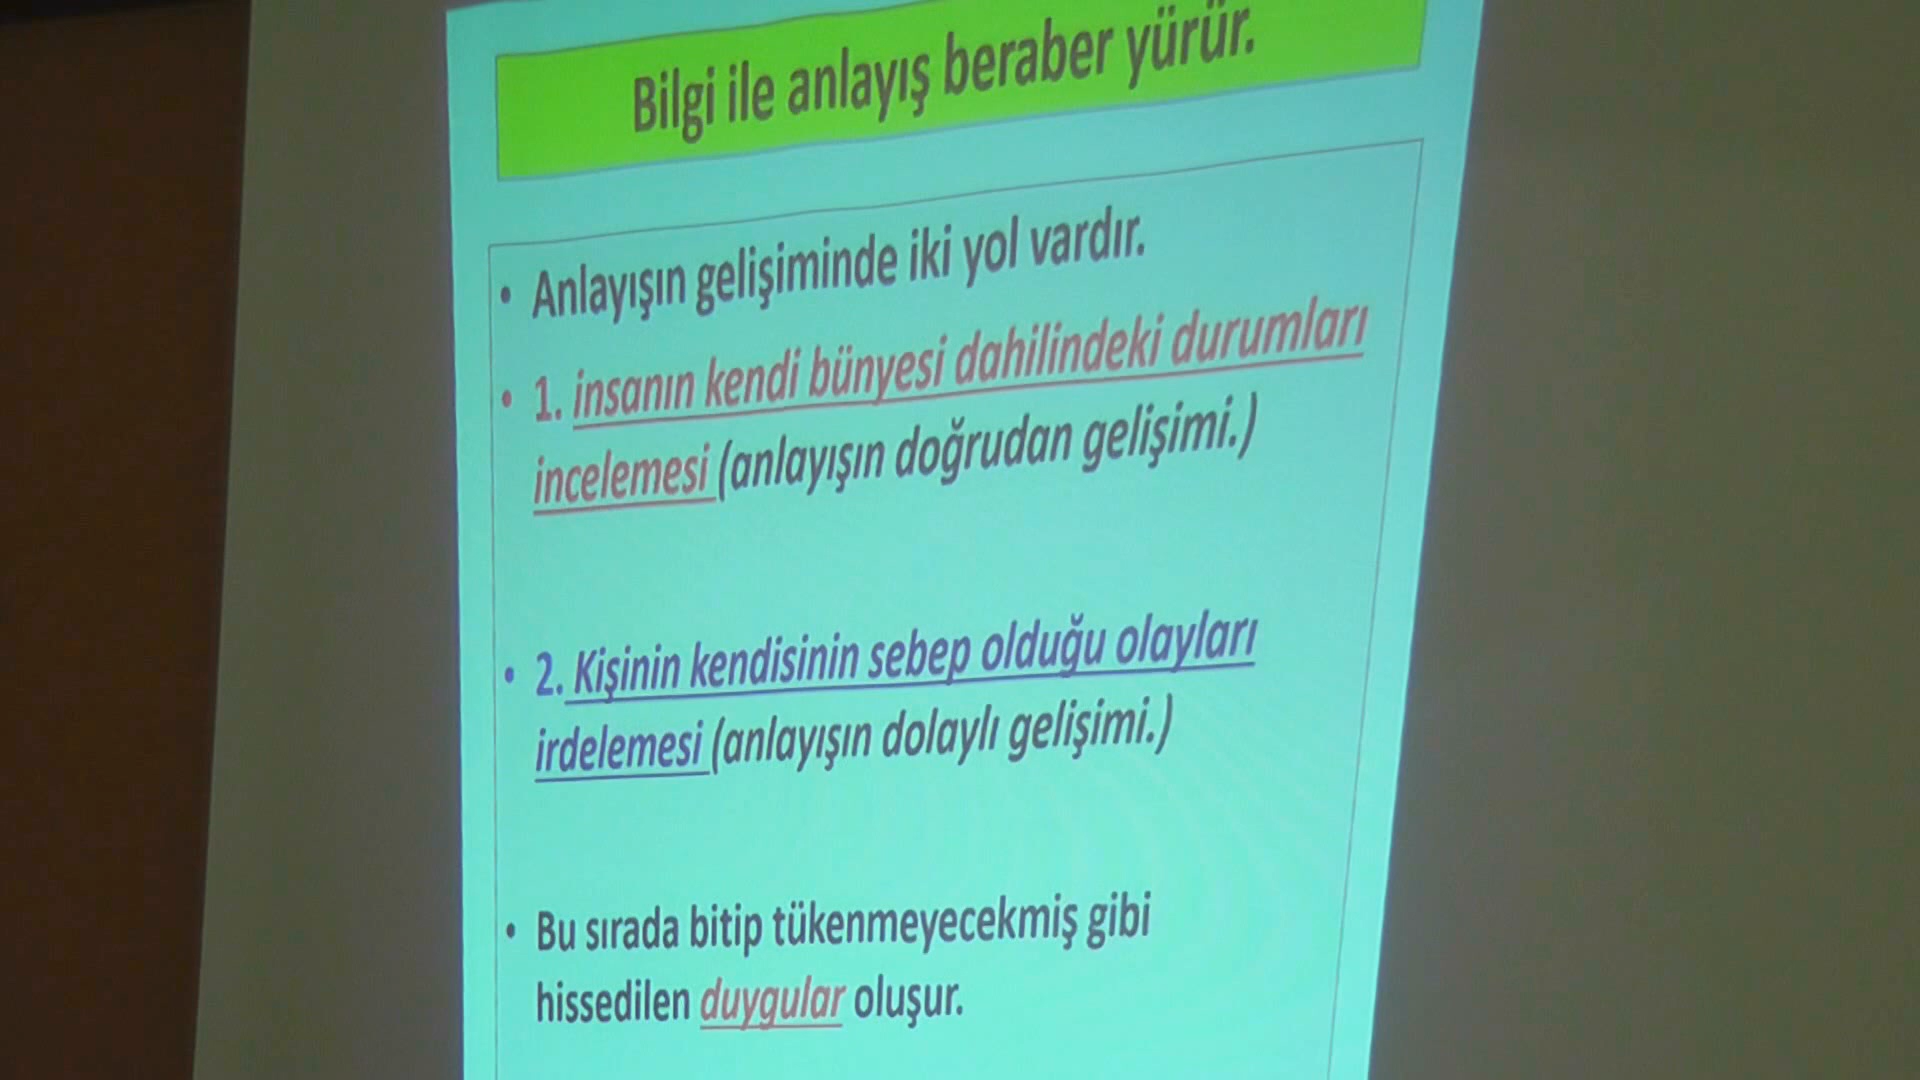 Bilgi ile anlayış beraber yürür.
• Anlayışın gelişiminde iki yol vardır.
• 1. insanın kendi bünyesi dahilindeki durumları
incelemesi (anlayışın doğrudan gelişimi.)
• 2. Kişinin kendisinin sebep olduğu olayları
irdelemesi (anlayışın dolaylı gelişimi.)
• Bu sırada bitip tükenmeyecekmiş gibi
hissedilen duygular oluşur.